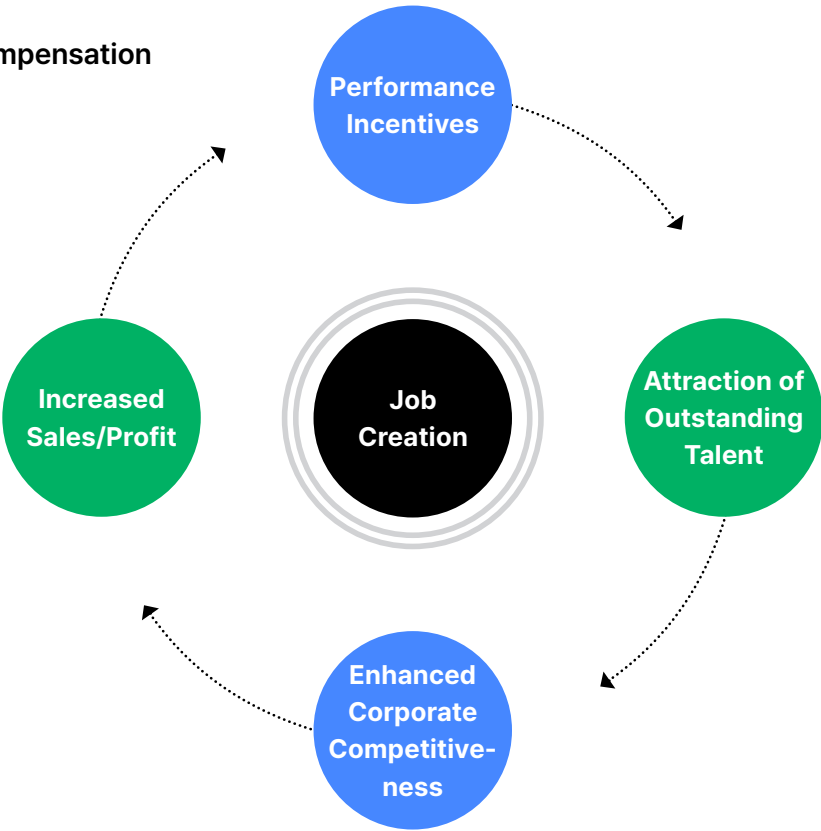 mpensation
Performance
Incentives
Increased
Sales/Profit
Job
Creation
Attraction of
Outstanding
Talent
Enhanced
Corporate
Competitive-
ness